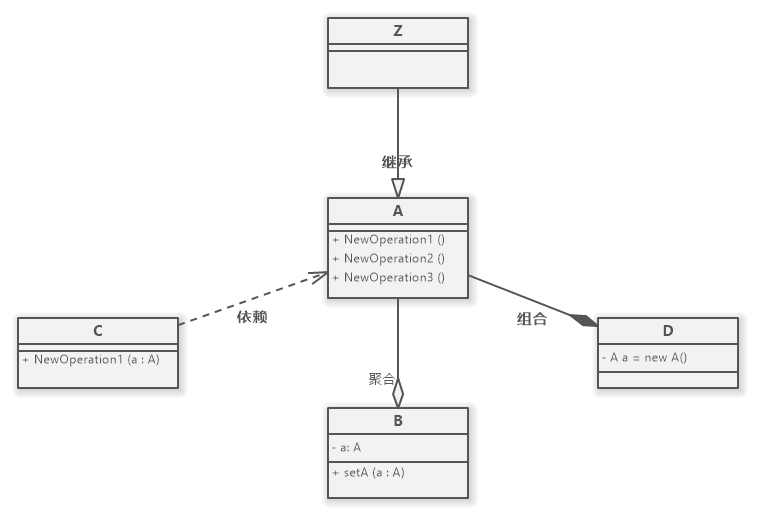 Z
继承
A
+ NewOperation1 ()
+ NewOperation2 ()
+ NewOperation3 ()
依赖
C
+ NewOperation1 (a : A)
组合
D
- A a = new A()
聚合
B
- a: A
+ setA (a : A)